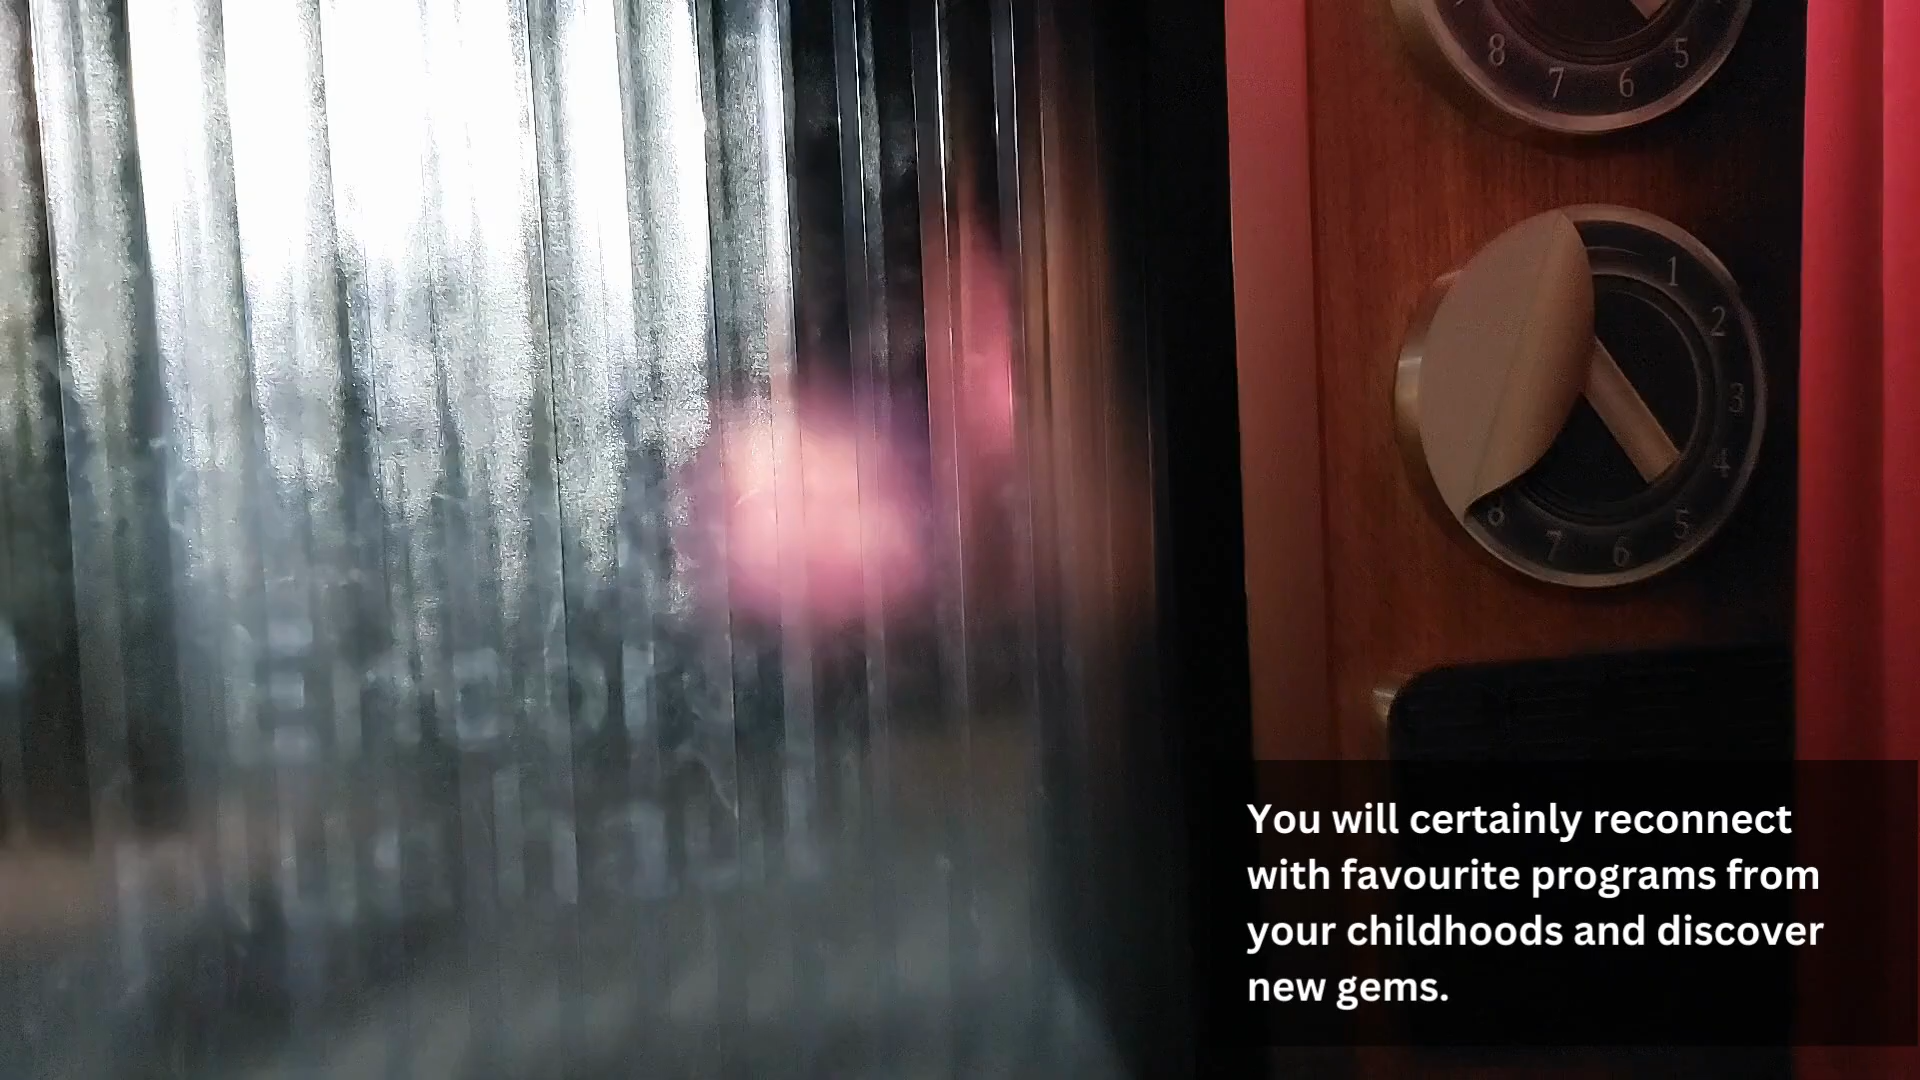 8 7 6 5
1
2
3
4
5
6
7
8
You will certainly reconnect
with favourite programs from
your childhoods and discover
new gems.